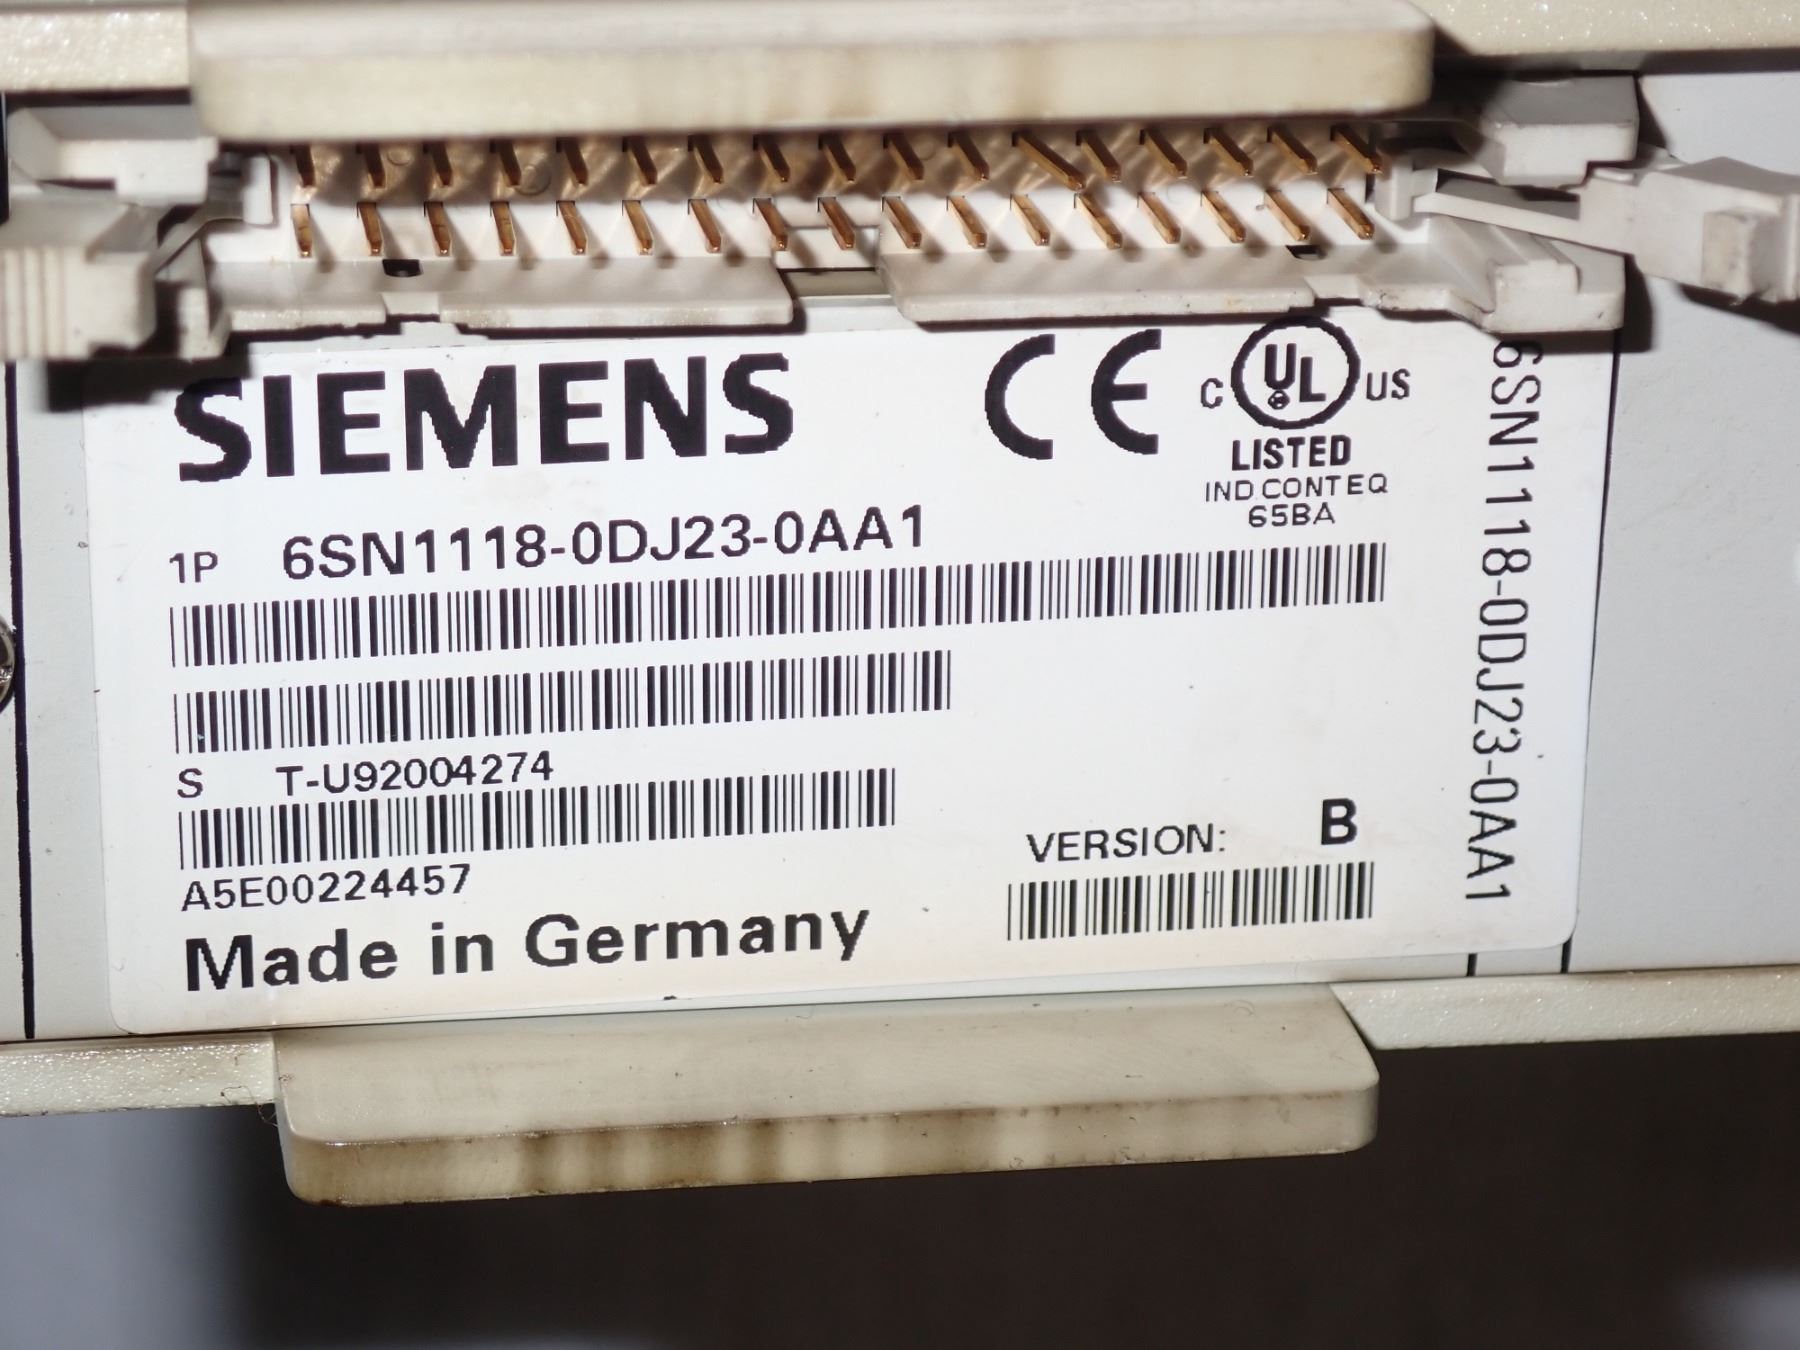 SIEMENS
CE
C UL US
LISTED
IND.CONT EQ
65BA
1P 6SN1118-0DJ23-0AA1
S T-U92004274
A5E00224457
VERSION: B
Made in Germany
6SN1118-0DJ23-0AA1